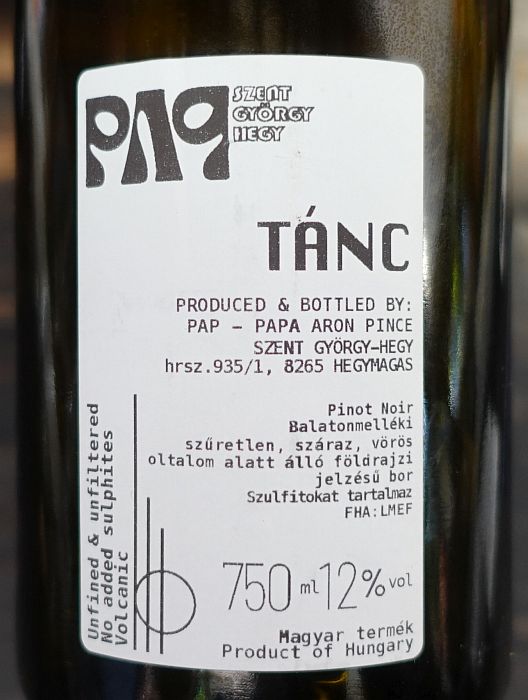 PAP
SZENT
GYÖRGY
HEGY
TÁNC
PRODUCED & BOTTLED BY:
PAP - PAPA ARON PINCE
SZENT GYÖRGY-HEGY
hrsz.935/1, 8265 HEGYMAGAS
Pinot Noir
Balatonmelléki
szűretlen, száraz, vörös
oltalom alatt álló földrajzi
jelzésű bor
Szulfitokat tartalmaz
FHA:LMEF
Unfined & unfiltered
No added sulphites
Volcanic
750 ml 12% vol
Magyar termék
Product of Hungary